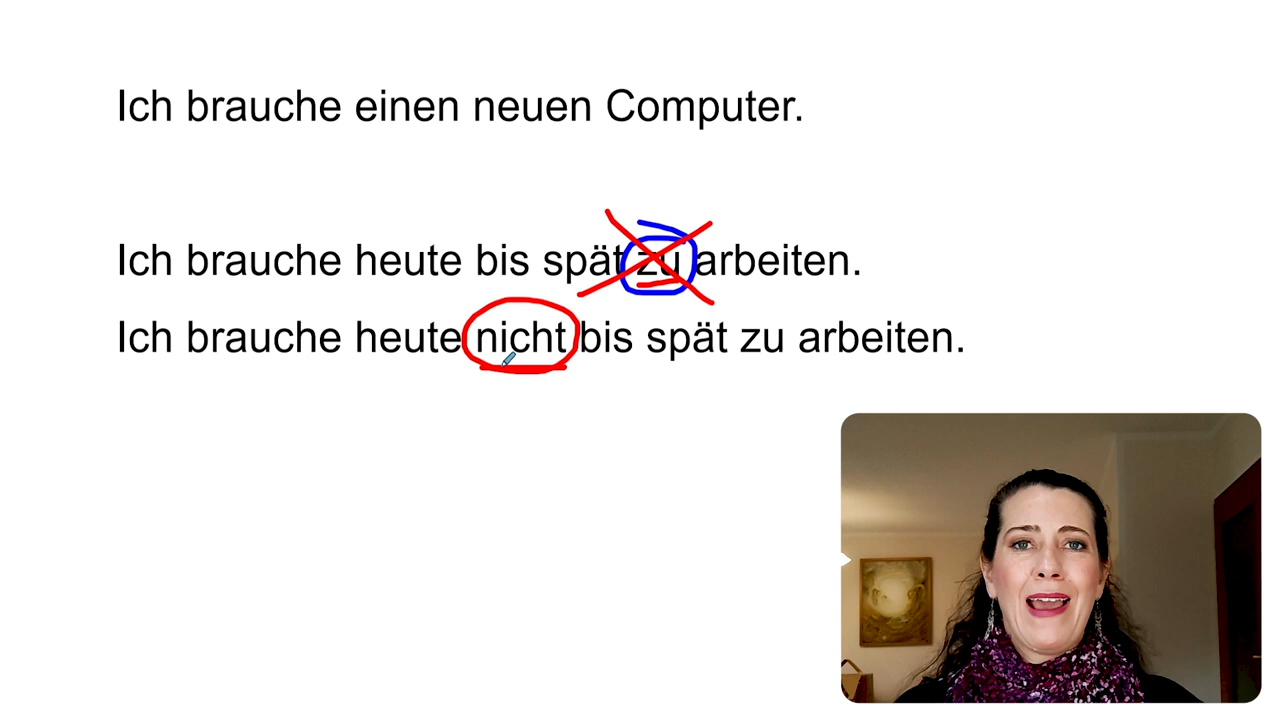 Ich brauche einen neuen Computer.
Ich brauche heute bis spät zu arbeiten.
Ich brauche heute nicht bis spät zu arbeiten.